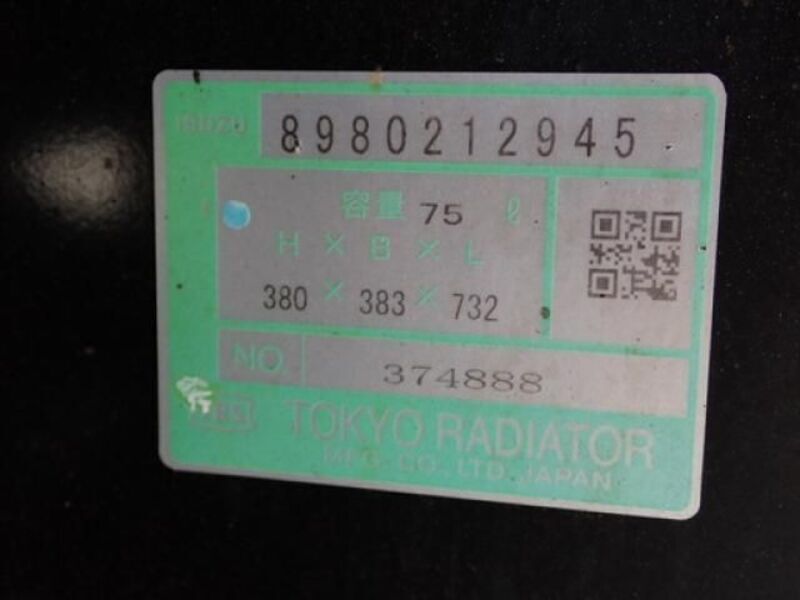 ISUZU 8980212945
容量 75 ℓ
H × B × L
380 × 383 × 732
NO. 374888
TOKYO RADIATOR
MFG. CO., LTD. JAPAN